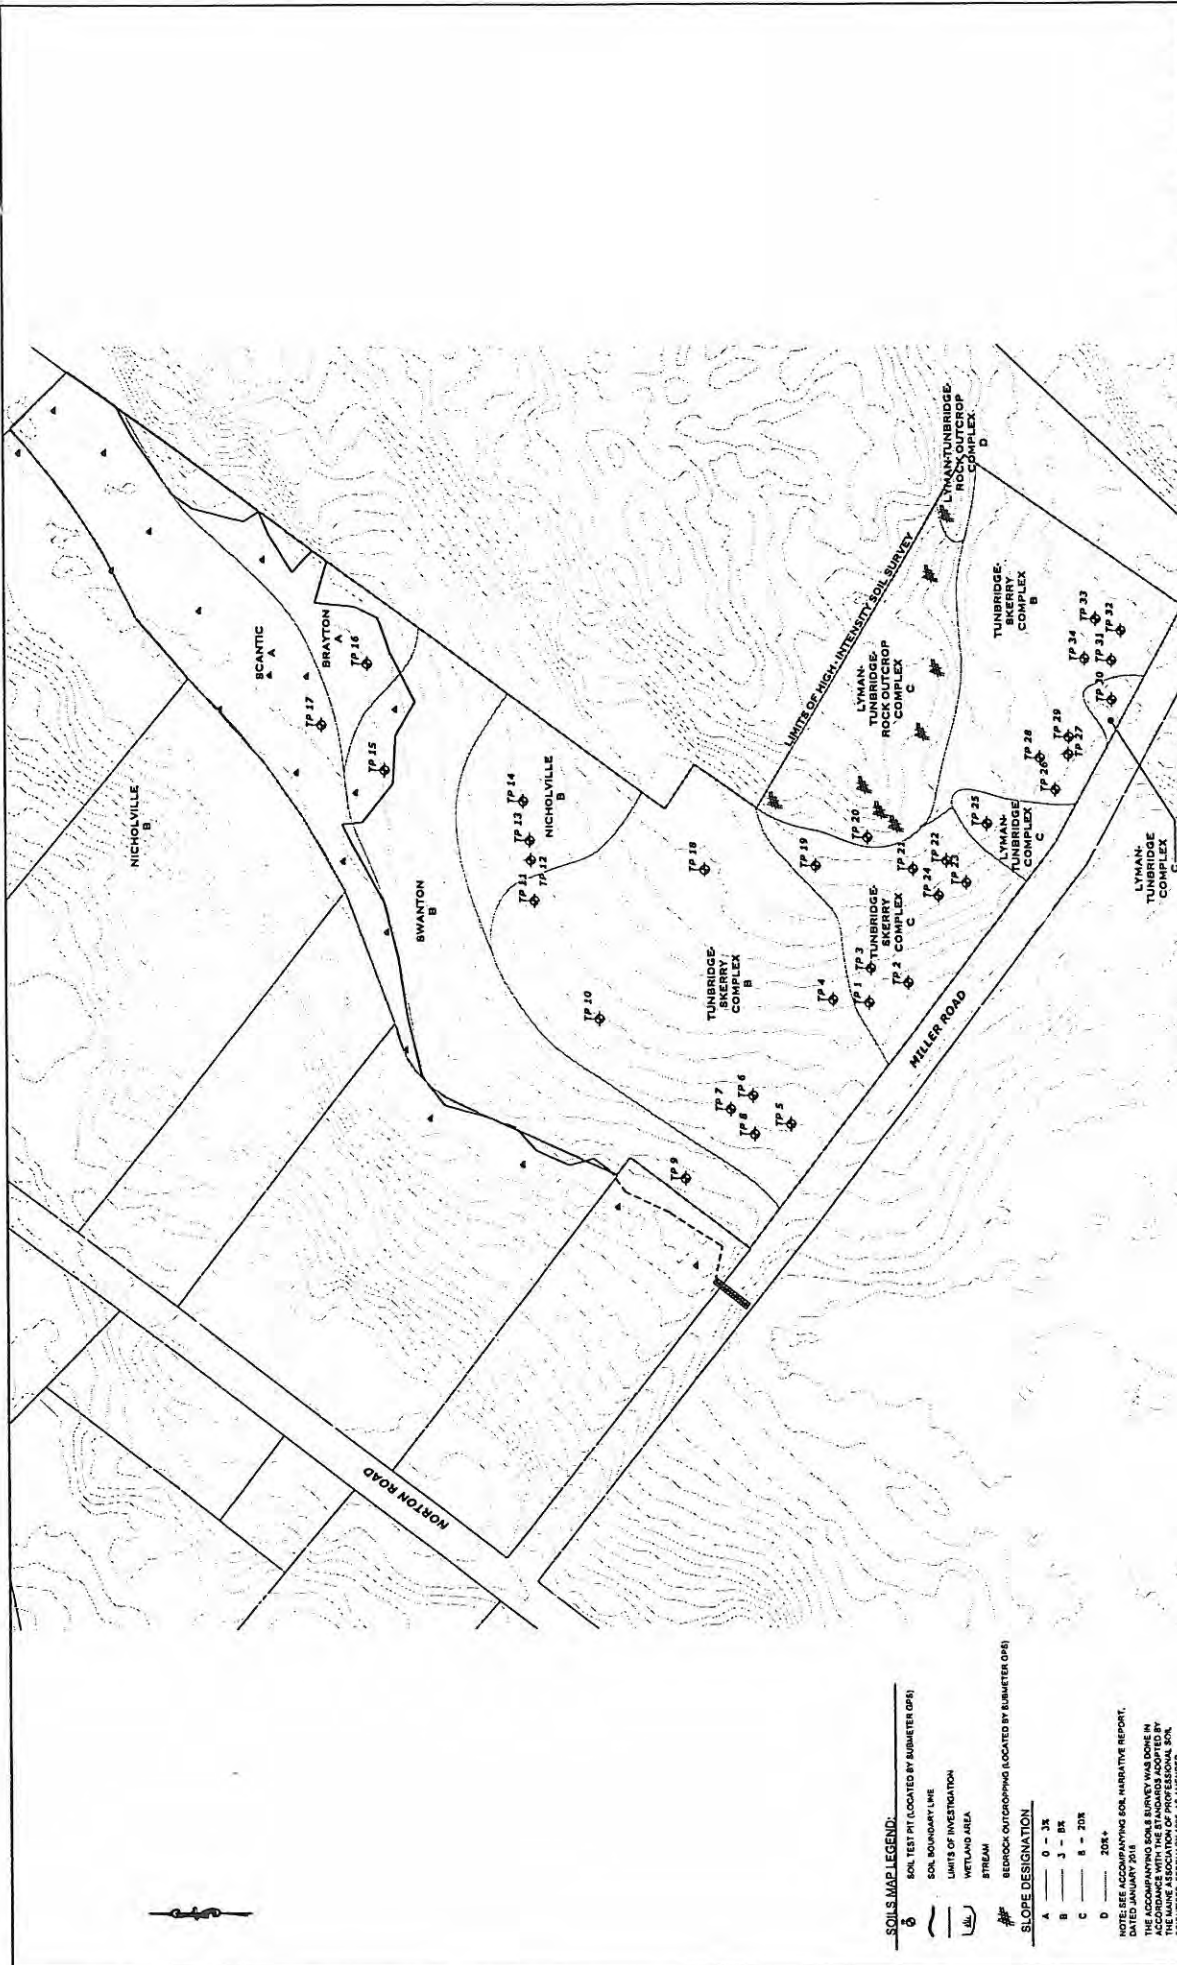 NICHOLVILLE
B
SCANTIC
A
BRAYTON
A
TP 16
TP 17
TP 15
SWANTON
B
TP 14
TP 13
NICHOLVILLE
B
TP 11
TP 12
TP 10
TP 18
TUNBRIDGE-
SKERRY
COMPLEX
B
TP 9
TP 7
TP 6
TP 8
TP 5
TP 4
TP 1
TP 3
TP 2
TP 19
TP 20
TP 21
TP 22
TP 23
TP 24
TUNBRIDGE-
SKERRY
COMPLEX
C
LIMITS OF HIGH-INTENSITY SOIL SURVEY
LYMAN-
TUNBRIDGE-
ROCK OUTCROP
COMPLEX
C
LYMAN-TUNBRIDGE-
ROCK OUTCROP
COMPLEX
D
TUNBRIDGE-
SKERRY
COMPLEX
B
TP 25
LYMAN-
TUNBRIDGE
COMPLEX
C
TP 26
TP 28
TP 29
TP 27
TP 30
TP 31
TP 34
TP 33
TP 32
LYMAN-
TUNBRIDGE
COMPLEX
C
MILLER ROAD
NORTON ROAD
SOILS MAP LEGEND:
SOIL TEST PIT (LOCATED BY SUBMETER GPS)
SOIL BOUNDARY LINE
LIMITS OF INVESTIGATION
WETLAND AREA
STREAM
BEDROCK OUTCROPPING (LOCATED BY SUBMETER GPS)
SLOPE DESIGNATION
A 0 - 3%
B 3 - 8%
C 8 - 20%
D 20%+
NOTE: SEE ACCOMPANYING SOIL NARRATIVE REPORT,
DATED JANUARY 2018
THE ACCOMPANYING SOILS SURVEY WAS DONE IN
ACCORDANCE WITH THE STANDARDS ADOPTED BY
THE MAINE ASSOCIATION OF PROFESSIONAL SOIL